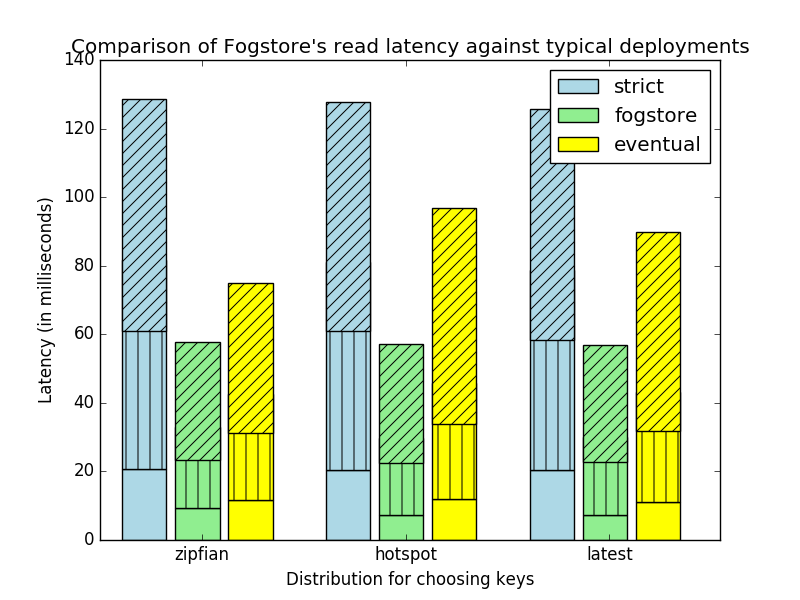 Comparison of Fogstore's read latency against typical deployments
140
120
100
80
60
40
20
0
Latency (in milliseconds)
strict
fogstore
eventual
zipfian
hotspot
latest
Distribution for choosing keys